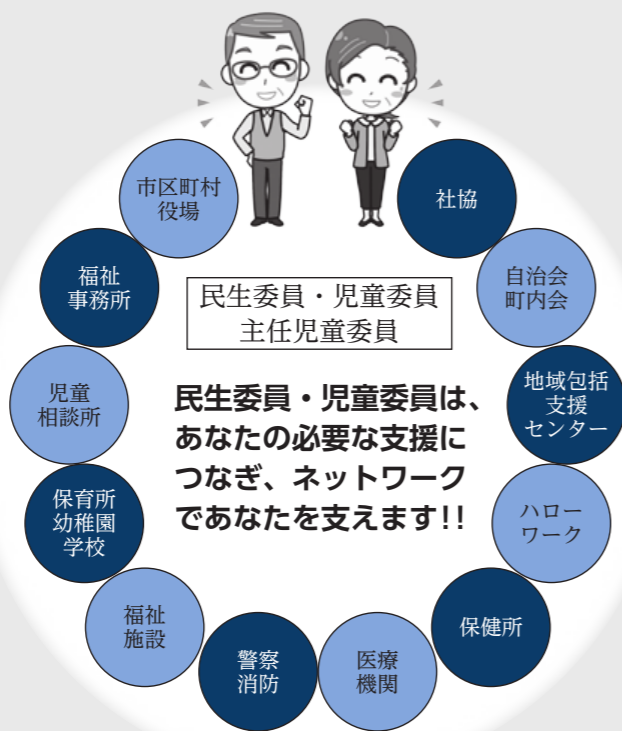 民生委員・児童委員
主任児童委員
民生委員・児童委員は、
あなたの必要な支援に
つなぎ、ネットワーク
であなたを支えます!!
社協
自治会
町内会
地域包括
支援
センター
ハロー
ワーク
保健所
医療
機関
警察
消防
福祉
施設
保育所
幼稚園
学校
児童
相談所
福祉
事務所
市区町村
役場